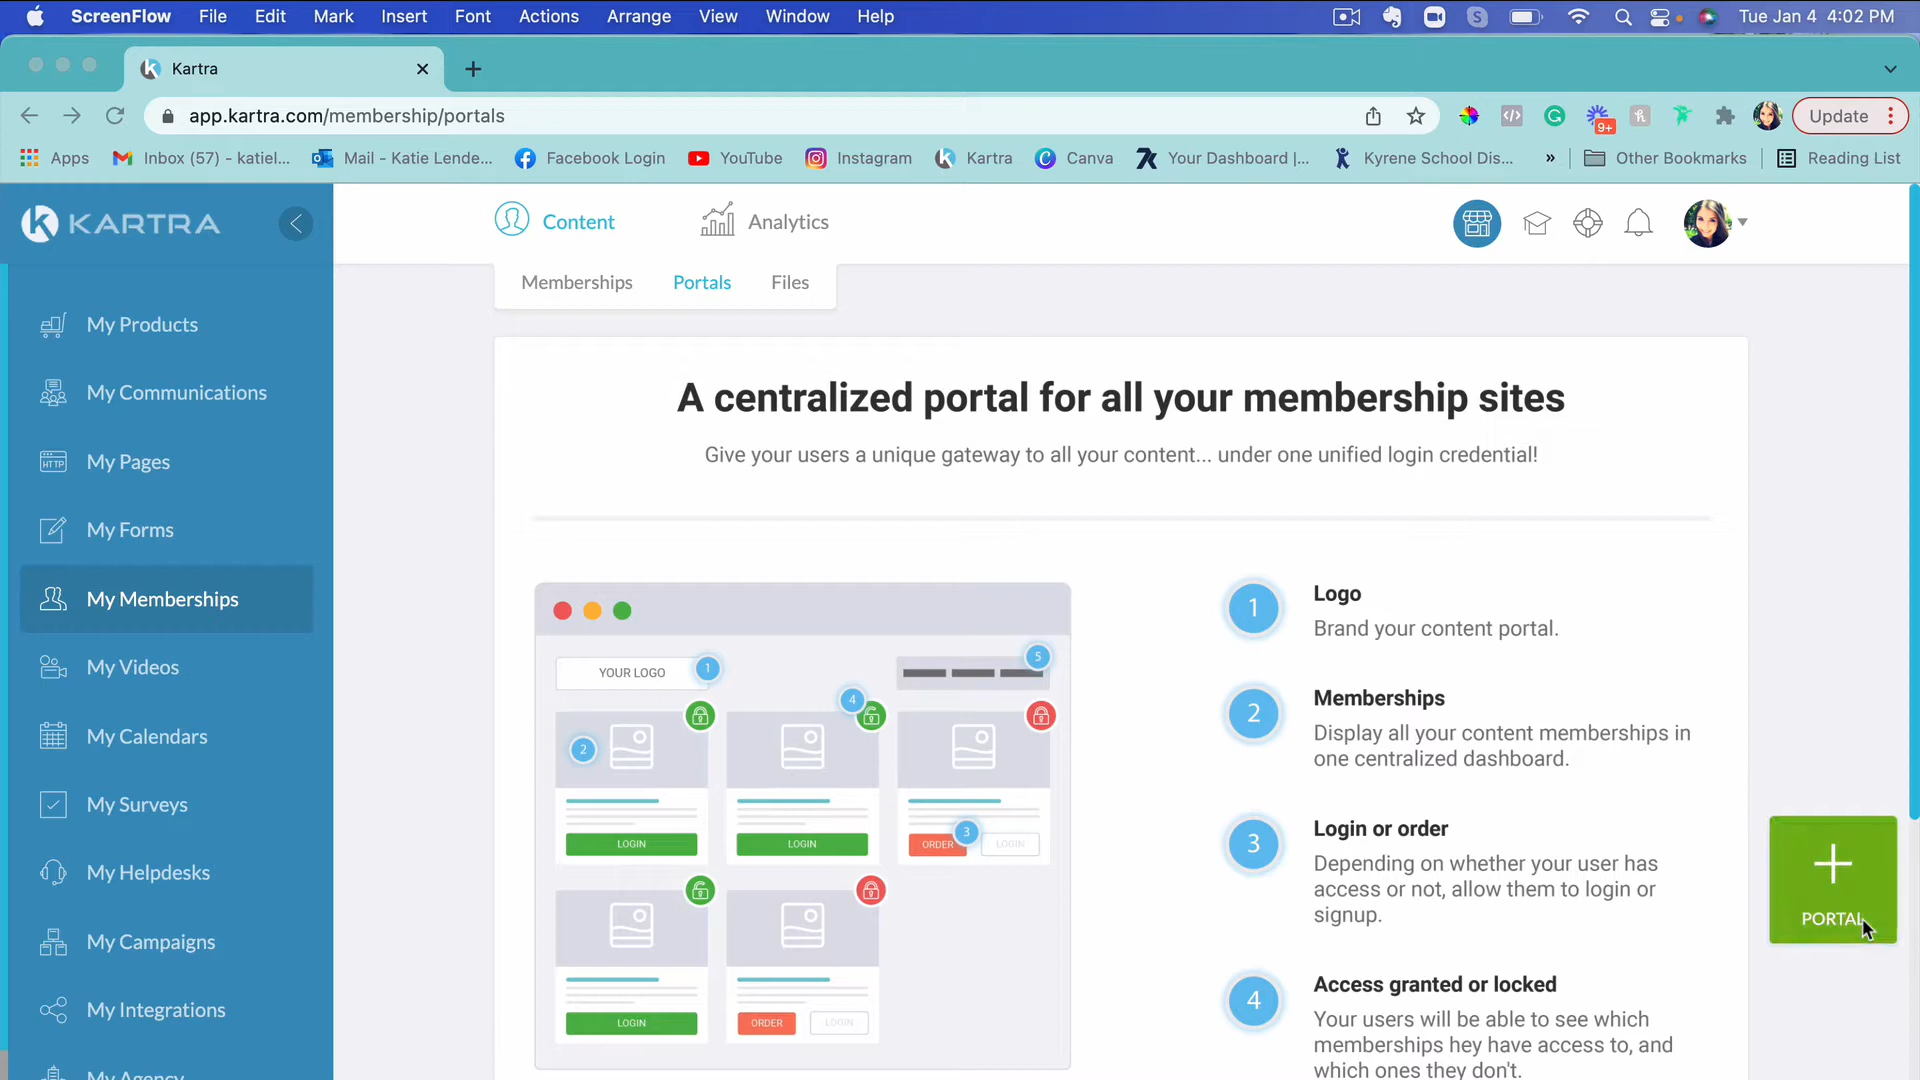 ScreenFlow File Edit Mark Insert Font Actions Arrange View Window Help Tue Jan 4 4:02 PM
Kartra
app.kartra.com/membership/portals
9+
Update
Apps Inbox (57) - katiel... Mail - Katie Lende... Facebook Login YouTube Instagram Kartra Canva Your Dashboard |... Kyrene School Dis... » Other Bookmarks Reading List
KARTRA
Content Analytics
Memberships Portals Files
My Products
My Communications
My Pages
HTTP
My Forms
My Memberships
My Videos
My Calendars
My Surveys
My Helpdesks
My Campaigns
My Integrations
My Agency
A centralized portal for all your membership sites
Give your users a unique gateway to all your content... under one unified login credential!
YOUR LOGO
1
5
4
2
3
LOGIN
LOGIN
ORDER
LOGIN
LOGIN
ORDER
LOGIN
1
Logo
Brand your content portal.
2
Memberships
Display all your content memberships in
one centralized dashboard.
3
Login or order
Depending on whether your user has
access or not, allow them to login or
signup.
4
Access granted or locked
Your users will be able to see which
memberships hey have access to, and
which ones they don't.
PORTAL